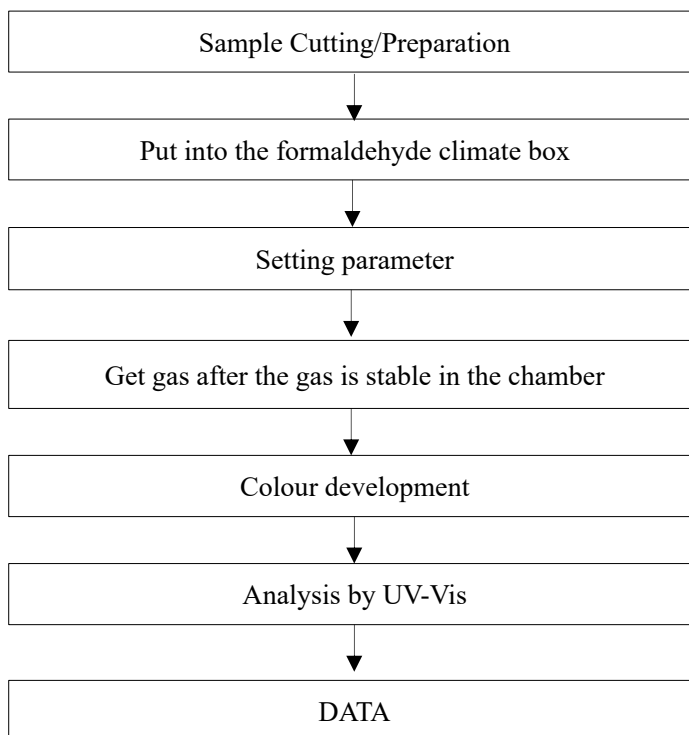 Sample Cutting/Preparation
Put into the formaldehyde climate box
Setting parameter
Get gas after the gas is stable in the chamber
Colour development
Analysis by UV-Vis
DATA